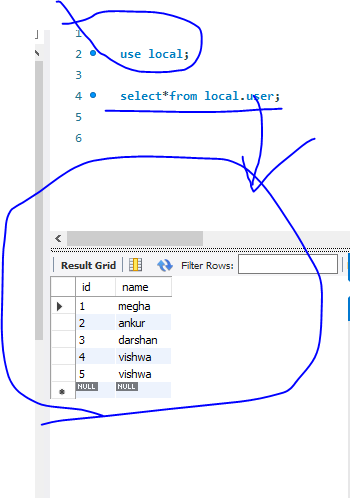 1
2 use local;
3
4 select*from local.user;
5
6
Result Grid Filter Rows:
id name
1 megha
2 ankur
3 darshan
4 vishwa
5 vishwa
NULL NULL